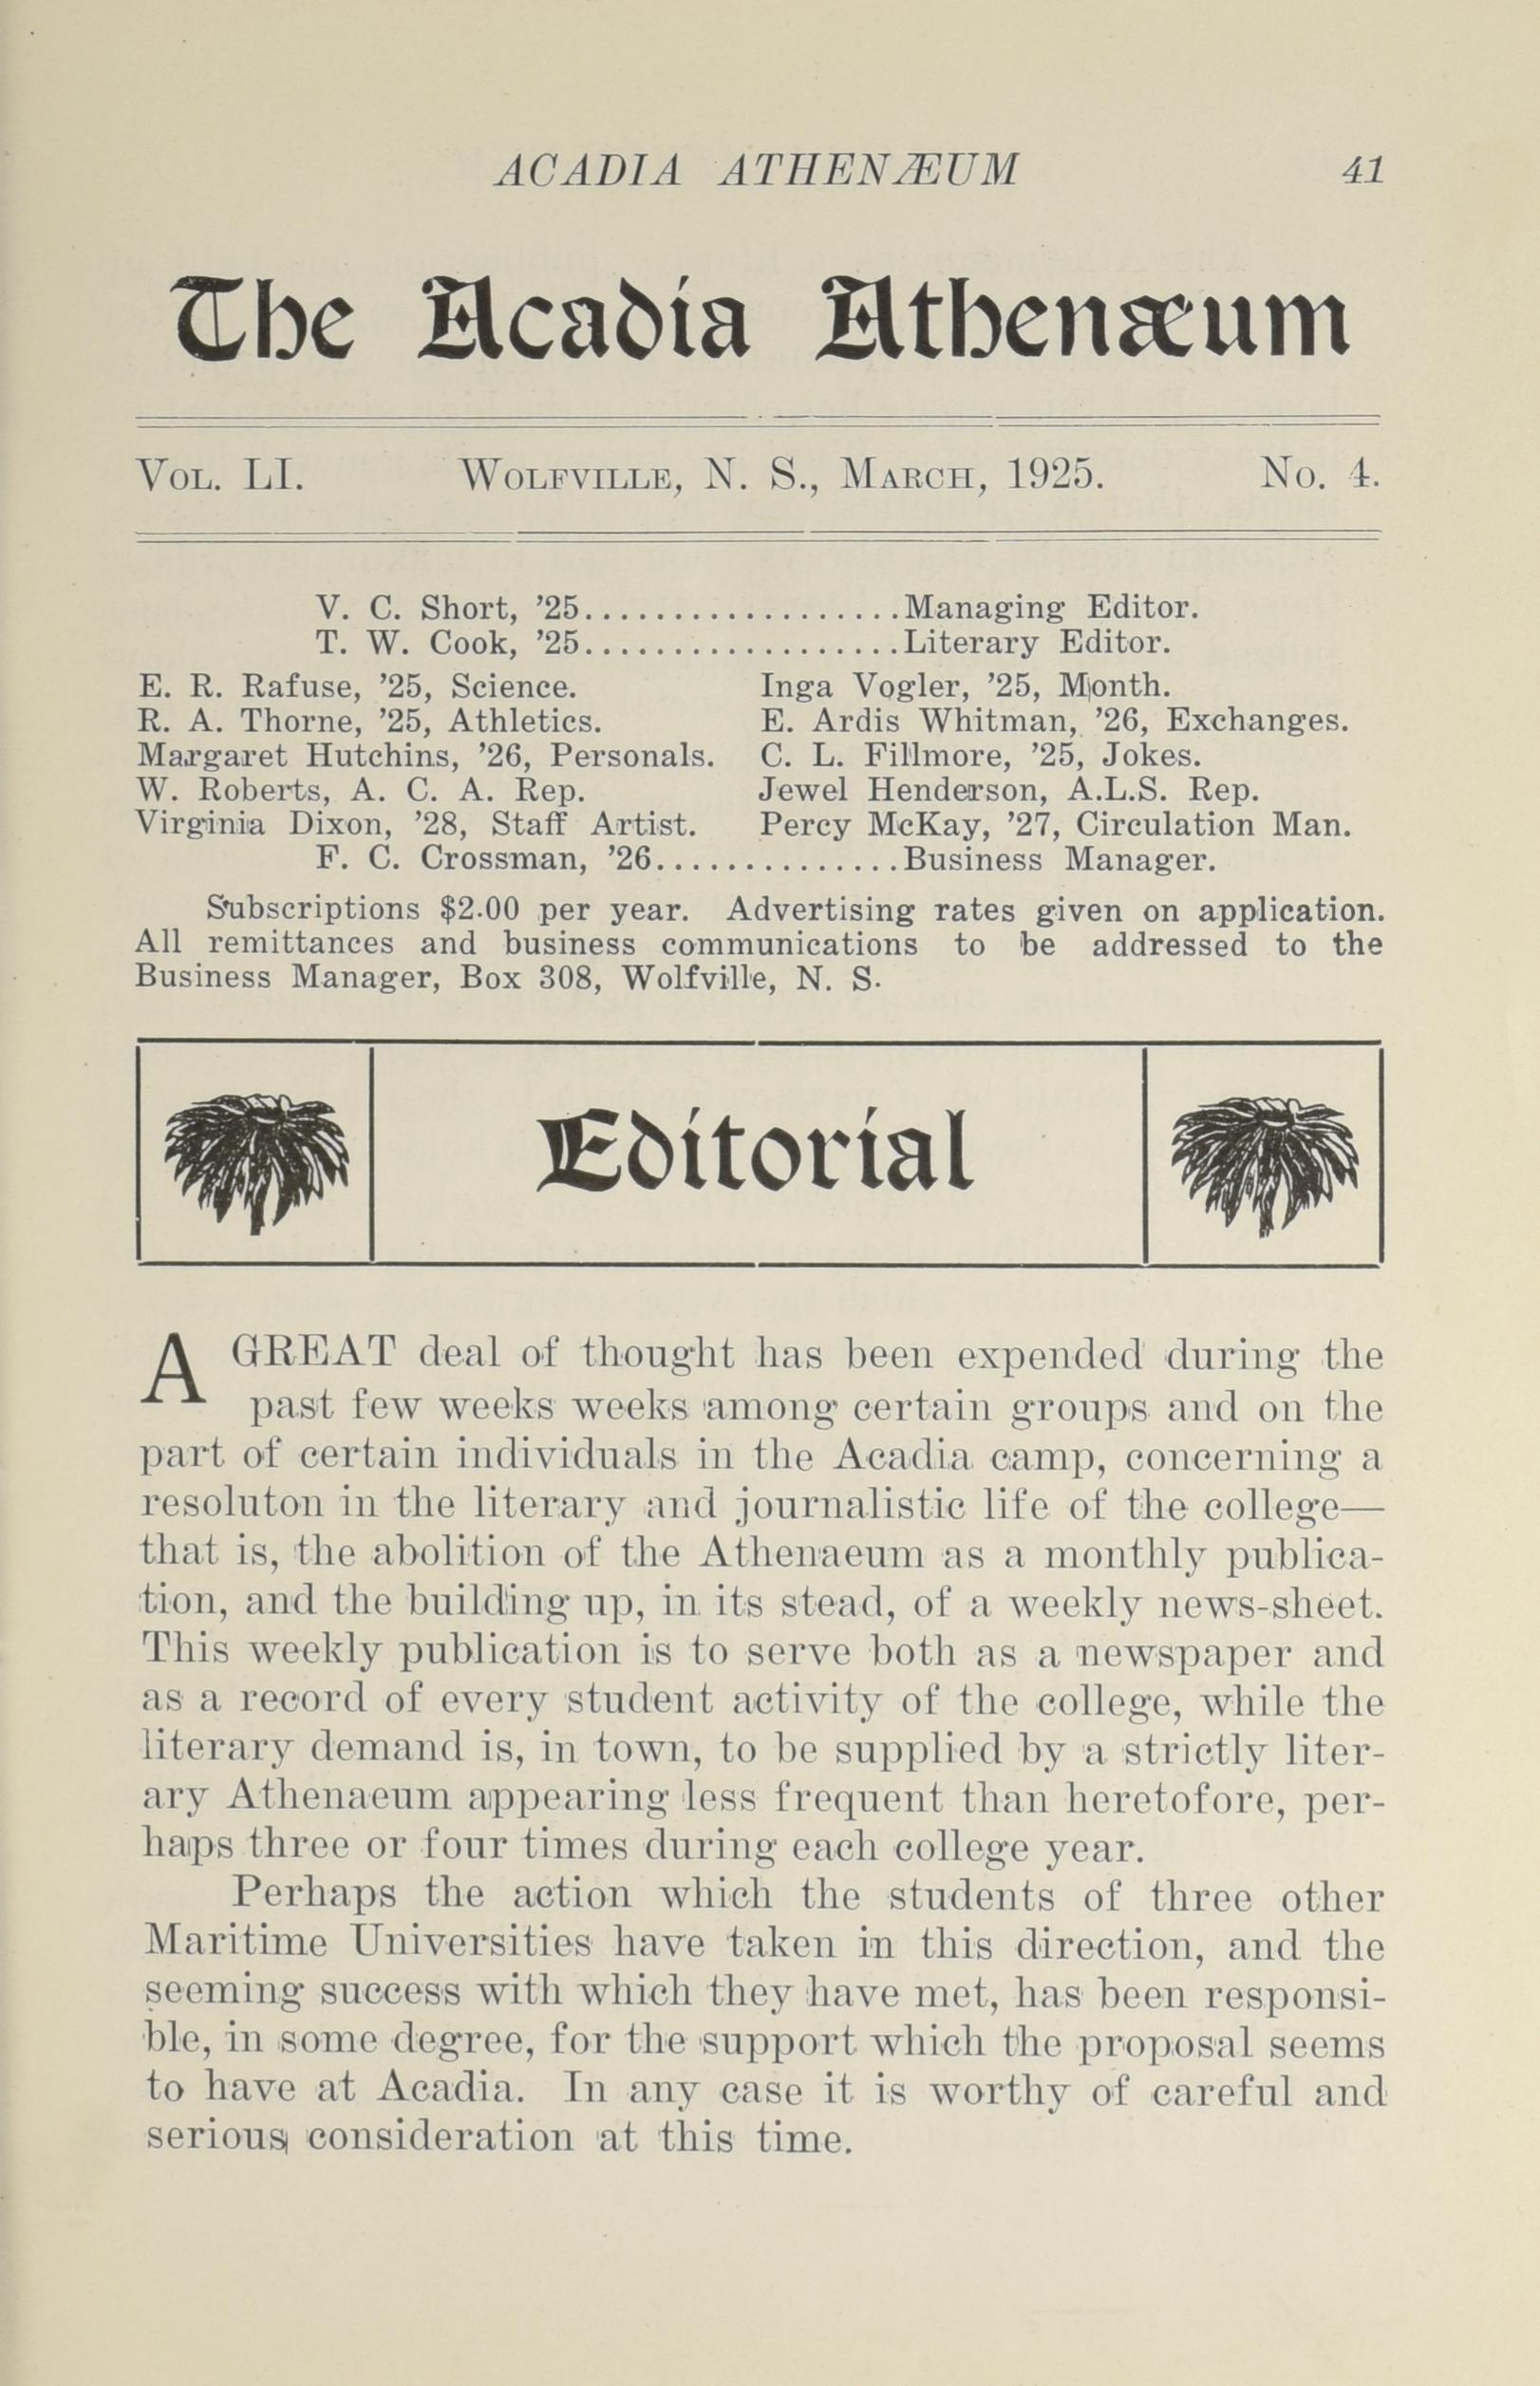 ACADIA ATHENÆUM 41
The Acadia Athenæum
VOL. LI. WOLFVILLE, N. S., MARCH, 1925. No. 4.
V. C. Short, ’25...................Managing Editor.
T. W. Cook, ’25...................Literary Editor.
E. R. Rafuse, ’25, Science. Inga Vogler, ’25, Month.
R. A. Thorne, ’25, Athletics. E. Ardis Whitman, ’26, Exchanges.
Margaret Hutchins, ’26, Personals. C. L. Fillmore, ’25, Jokes.
W. Roberts, A. C. A. Rep. Jewel Henderson, A.L.S. Rep.
Virginia Dixon, ’28, Staff Artist. Percy McKay, ’27, Circulation Man.
F. C. Crossman, ’26...............Business Manager.
Subscriptions $2.00 per year. Advertising rates given on application.
All remittances and business communications to be addressed to the
Business Manager, Box 308, Wolfville, N. S.
Editorial
A GREAT deal of thought has been expended during the
past few weeks weeks among certain groups and on the
part of certain individuals in the Acadia camp, concerning a
resoluton in the literary and journalistic life of the college—
that is, the abolition of the Athenaeum as a monthly publica-
tion, and the building up, in its stead, of a weekly news-sheet.
This weekly publication is to serve both as a newspaper and
as a record of every student activity of the college, while the
literary demand is, in town, to be supplied by a strictly liter-
ary Athenaeum appearing less frequent than heretofore, per-
haps three or four times during each college year.
Perhaps the action which the students of three other
Maritime Universities have taken in this direction, and the
seeming success with which they have met, has been responsi-
ble, in some degree, for the support which the proposal seems
to have at Acadia. In any case it is worthy of careful and
serious consideration at this time.